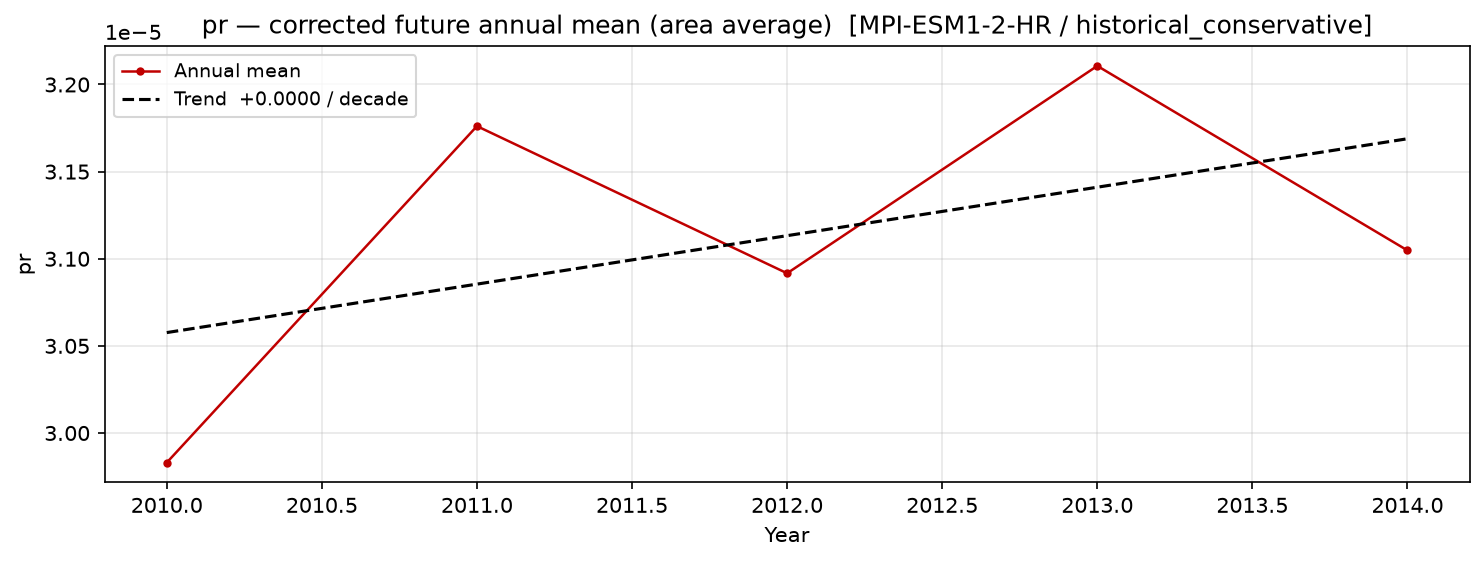 pr — corrected future annual mean (area average)  [MPI-ESM1-2-HR / historical_conservative]
1e−5
Annual mean
Trend  +0.0000 / decade
3.20
3.15
3.10
3.05
3.00
pr
2010.0 2010.5 2011.0 2011.5 2012.0 2012.5 2013.0 2013.5 2014.0
Year